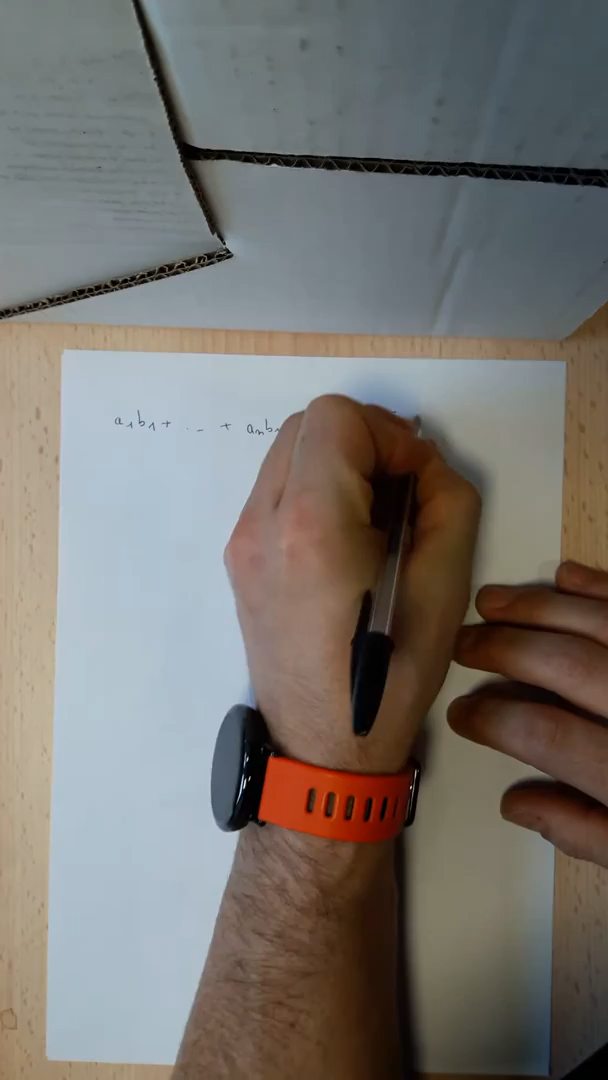 a₁b₁ + ... + aₙbₙ